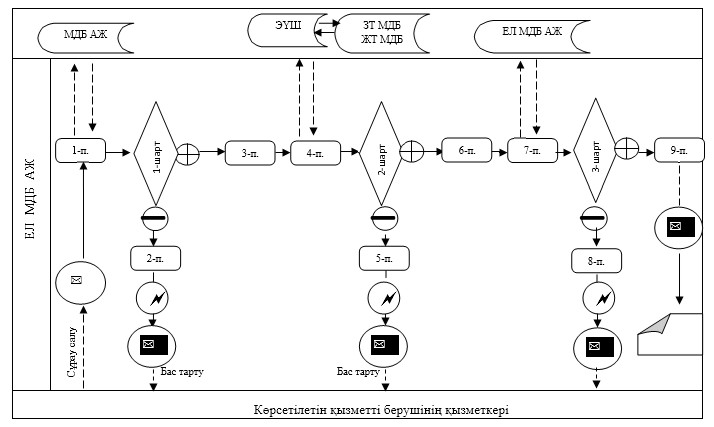 МДБ АЖ
ЭҮШ
ЗТ МДБ
ЖТ МДБ
ЕЛ МДБ АЖ
ЕЛ МДБ АЖ
1-п.
1-шарт
3-п.
4-п.
2-шарт
6-п.
7-п.
3-шарт
9-п.
2-п.
5-п.
8-п.
Сұрау салу
Бас тарту
Бас тарту
Көрсетілетін қызметті берушінің қызметкері